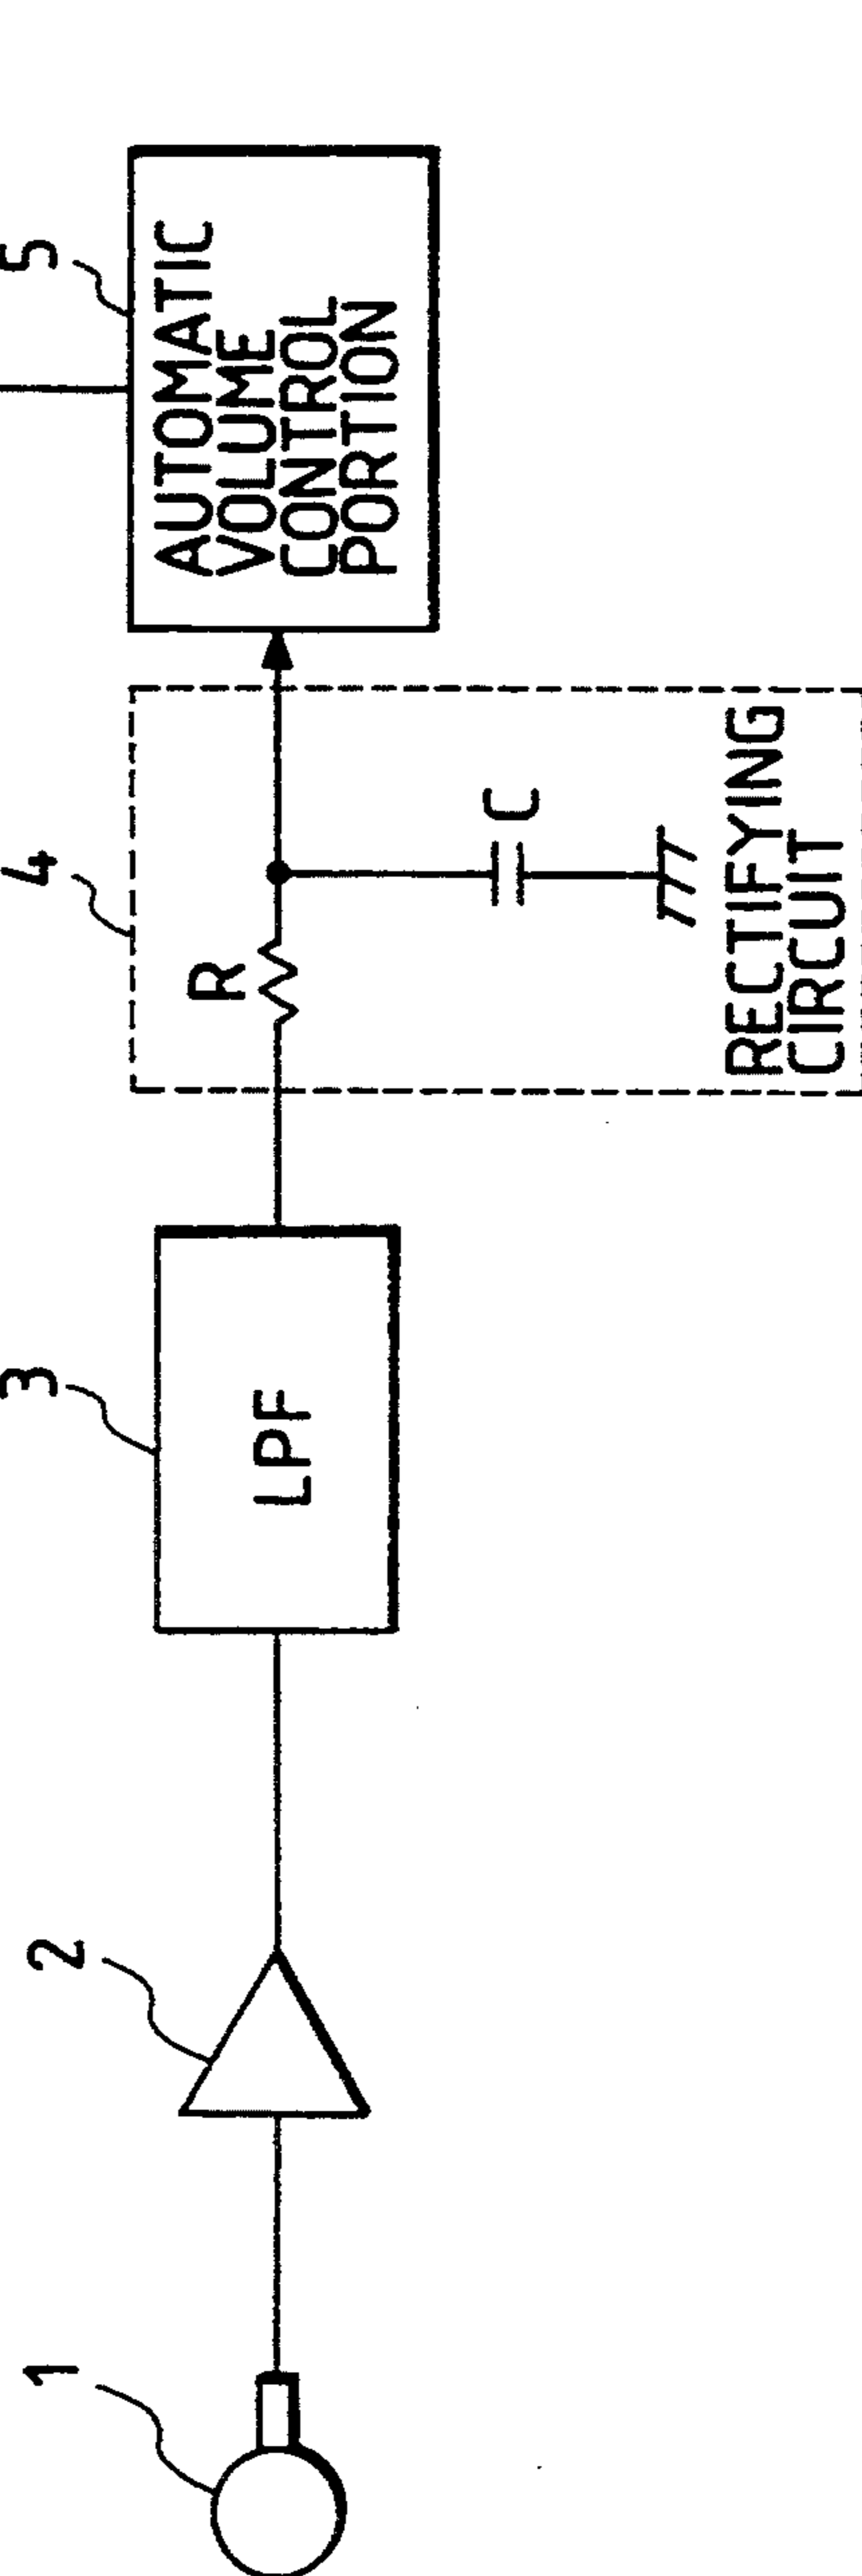 1
2
3
LPF
4
R
C
RECTIFYING
CIRCUIT
5
AUTOMATIC
VOLUME
CONTROL
PORTION